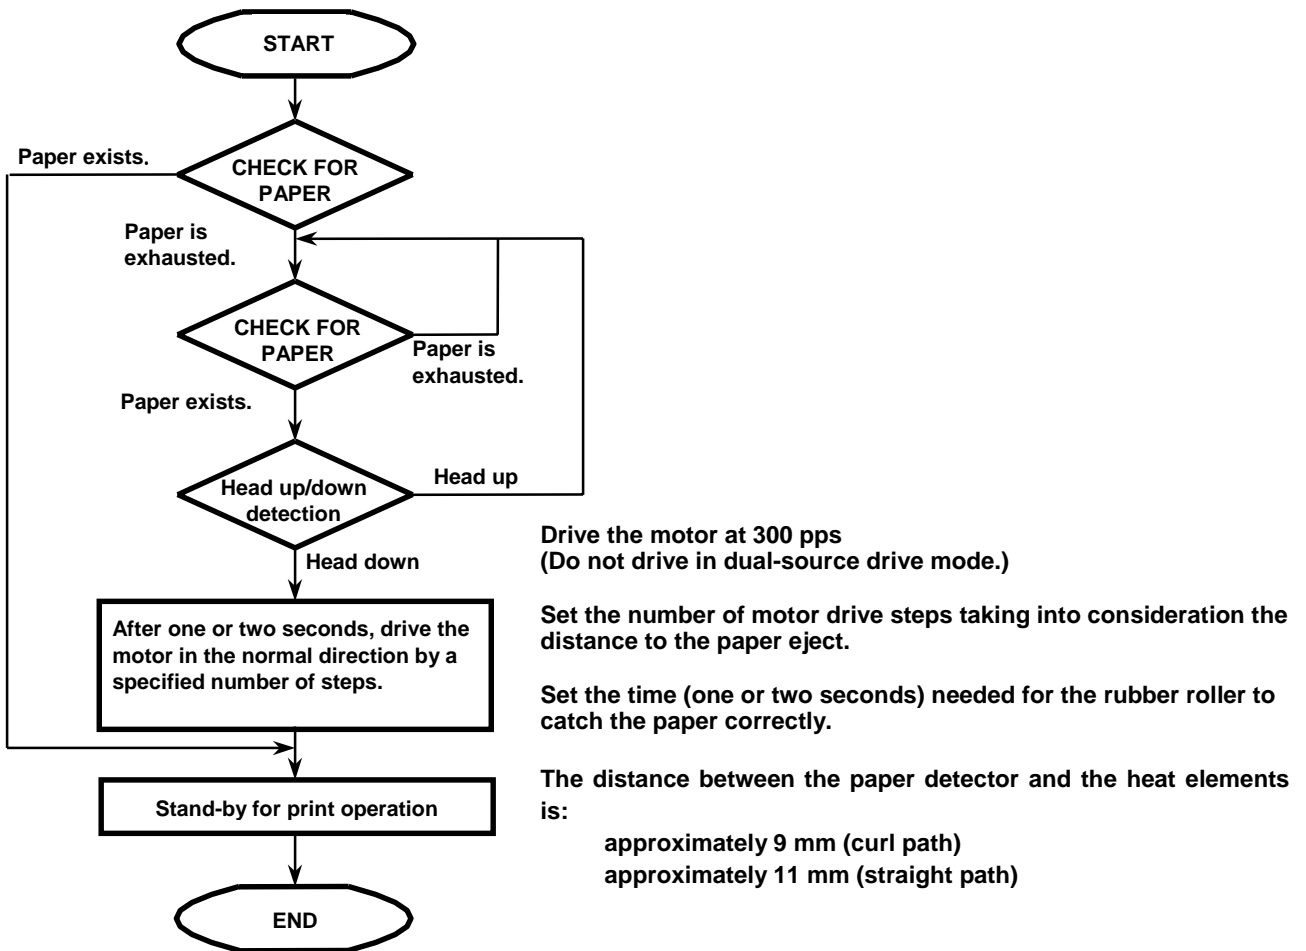 START
Paper exists.
CHECK FOR
PAPER
Paper is
exhausted.
CHECK FOR
PAPER
Paper is
exhausted.
Paper exists.
Head up/down
detection
Head up
Head down
After one or two seconds, drive the
motor in the normal direction by a
specified number of steps.
Stand-by for print operation
END
Drive the motor at 300 pps
(Do not drive in dual-source drive mode.)
Set the number of motor drive steps taking into consideration the
distance to the paper eject.
Set the time (one or two seconds) needed for the rubber roller to
catch the paper correctly.
The distance between the paper detector and the heat elements
is:
approximately 9 mm (curl path)
approximately 11 mm (straight path)